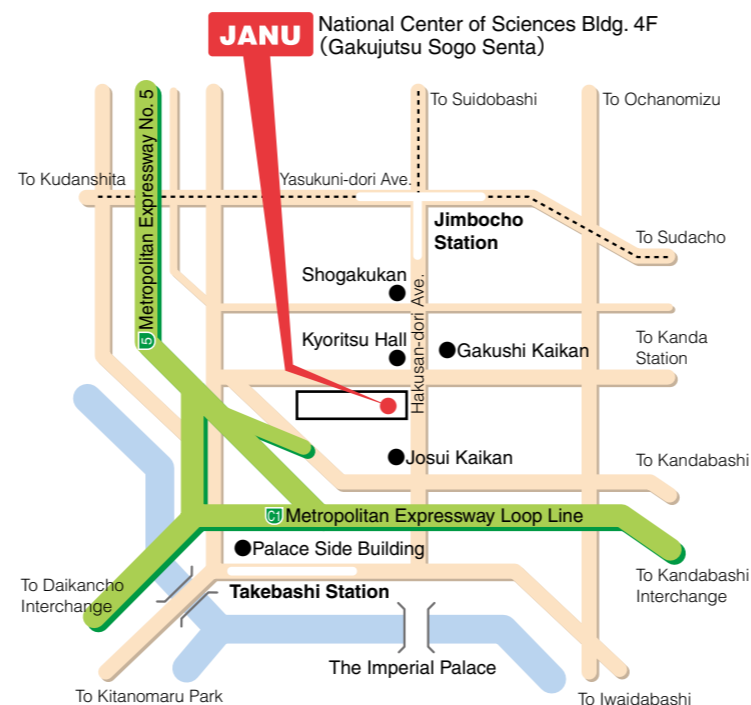 JANU
National Center of Sciences Bldg. 4F
(Gakujutsu Sogo Senta)
Metropolitan Expressway No. 5
5
To Suidobashi
To Ochanomizu
To Kudanshita
Yasukuni-dori Ave.
Jimbocho
Station
To Sudacho
Shogakukan
Hakusan-dori Ave.
Kyoritsu Hall
Gakushi Kaikan
To Kanda
Station
Josui Kaikan
To Kandabashi
C1
Metropolitan Expressway Loop Line
Palace Side Building
To Daikancho
Interchange
Takebashi Station
To Kandabashi
Interchange
The Imperial Palace
To Kitanomaru Park
To Iwaidabashi